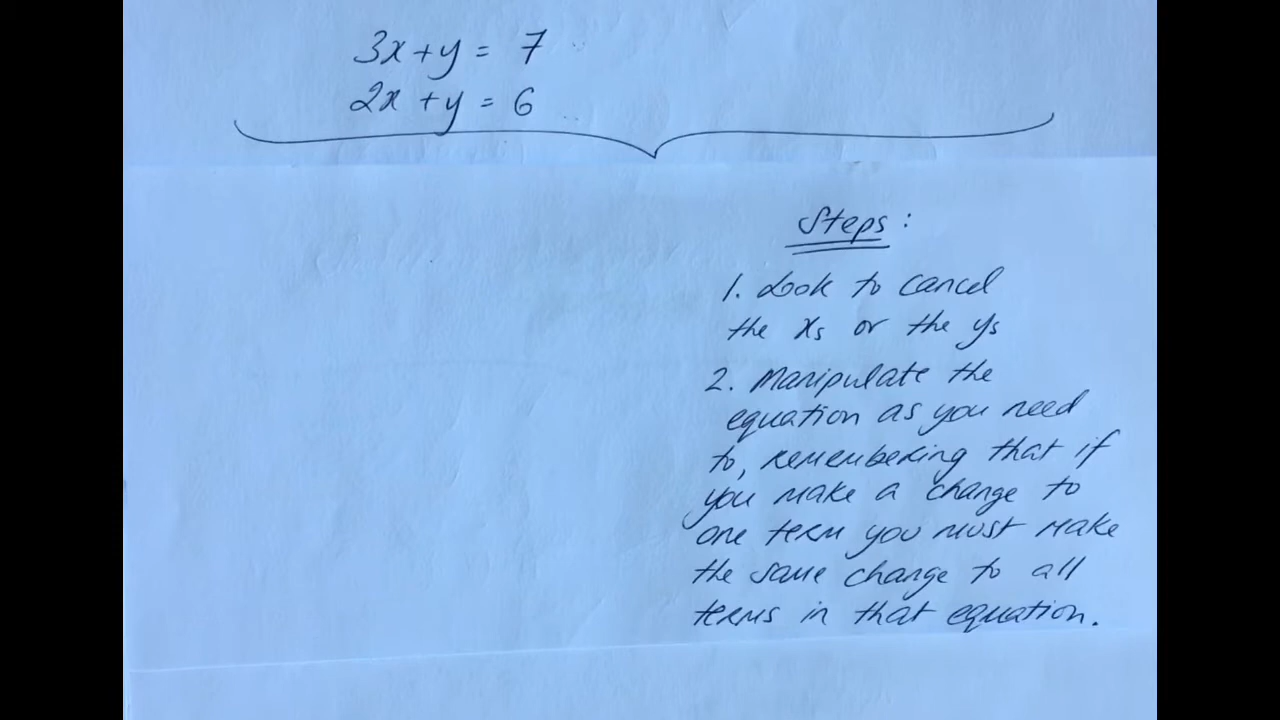 3x + y = 7
2x + y = 6
Steps :
1. Look to cancel
the xs or the ys
2. Manipulate the
equation as you need
to, remembering that if
you make a change to
one term you must make
the same change to all
terms in that equation.